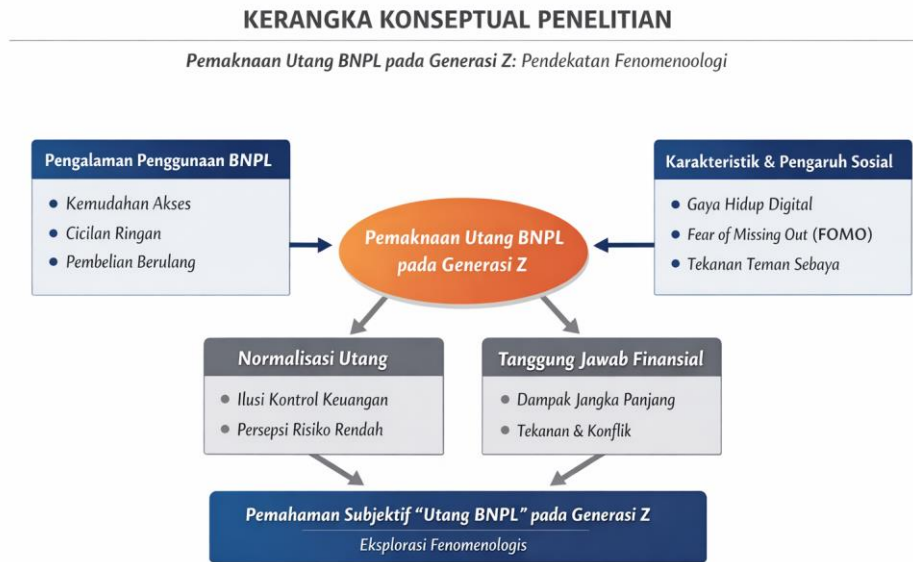 KERANGKA KONSEPTUAL PENELITIAN
Pemaknaan Utang BNPL pada Generasi Z: Pendekatan Fenomenoologi
Pengalaman Penggunaan BNPL
Kemudahan Akses
Cicilan Ringan
Pembelian Berulang
Karakteristik & Pengaruh Sosial
Gaya Hidup Digital
Fear of Missing Out (FOMO)
Tekanan Teman Sebaya
Pemaknaan Utang BNPL
pada Generasi Z
Normalisasi Utang
Ilusi Kontrol Keuangan
Persepsi Risiko Rendah
Tanggung Jawab Finansial
Dampak Jangka Panjang
Tekanan & Konflik
Pemahaman Subjektif “Utang BNPL” pada Generasi Z
Eksplorasi Fenomenologis